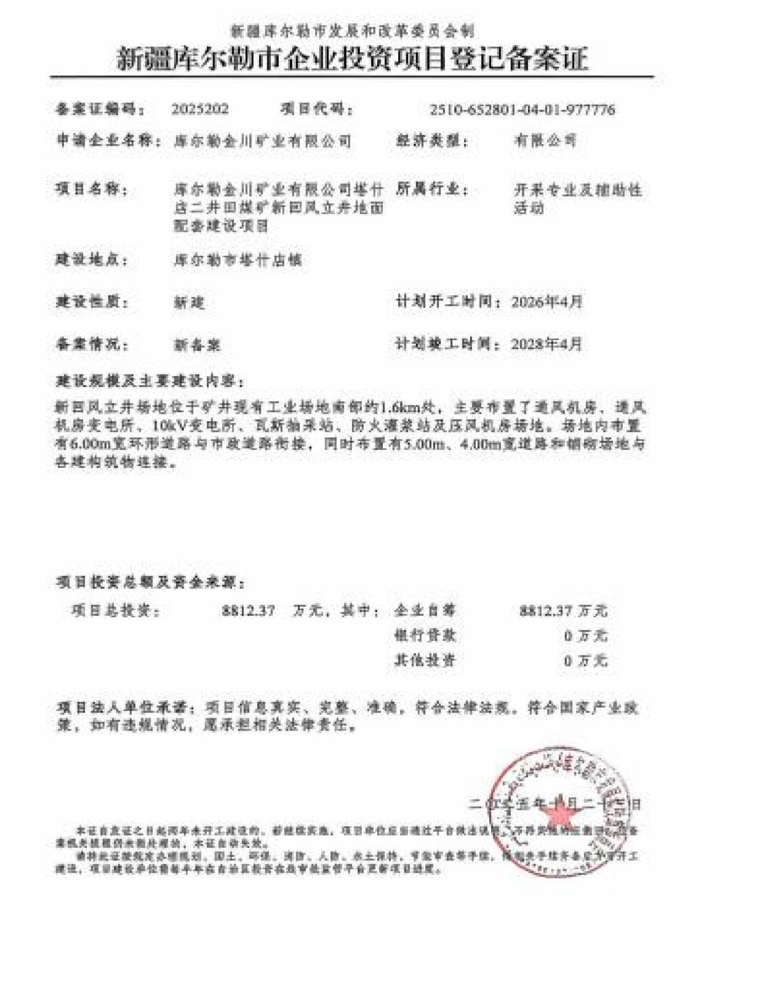 新疆库尔勒市发展和改革委员会制
新疆库尔勒市企业投资项目登记备案证
备案证编码： 2025202 项目代码： 2510-652801-04-01-977776
申请企业名称： 库尔勒金川矿业有限公司 经济类型： 有限公司
项目名称： 库尔勒金川矿业有限公司塔什 所属行业： 开采专业及辅助性
店二井田煤矿新回风立井地面 活动
配套建设项目
建设地点： 库尔勒市塔什店镇
建设性质： 新建 计划开工时间：2026年4月
备案情况： 新备案 计划竣工时间：2028年4月
建设规模及主要建设内容：
新回风立井场地位于矿井现有工业场地南部约1.6km处，主要布置了通风机房、通风
机房变电所、10kV变电所、瓦斯抽采站、防火灌浆站及压风机房场地。场地内布置
有6.00m宽环形道路与市政道路衔接，同时布置有5.00m、4.00m宽道路和铺砌场地与
各建构筑物连接。
项目投资总额及资金来源：
项目总投资： 8812.37 万元，其中：企业自筹 8812.37 万元
银行贷款 0 万元
其他投资 0 万元
项目法人单位承诺：项目信息真实、完整、准确，符合法律法规，符合国家产业政
策，如有违规情况，愿承担相关法律责任。
二 五年十月二十 日
本证自发证之日起两年未开工建设的，若继续实施，项目单位应当通过平台做出说明，不再实施的应撤回
案机关提醒仍未做处理的，本证自动失效。
请持此证按规定办理规划、国土、环保、消防、人防、水土保持、节能审查等手续，待相关手续齐备后方可开工
建设，项目建设单位需每半年在自治区投资在线审批监管平台更新项目进度。